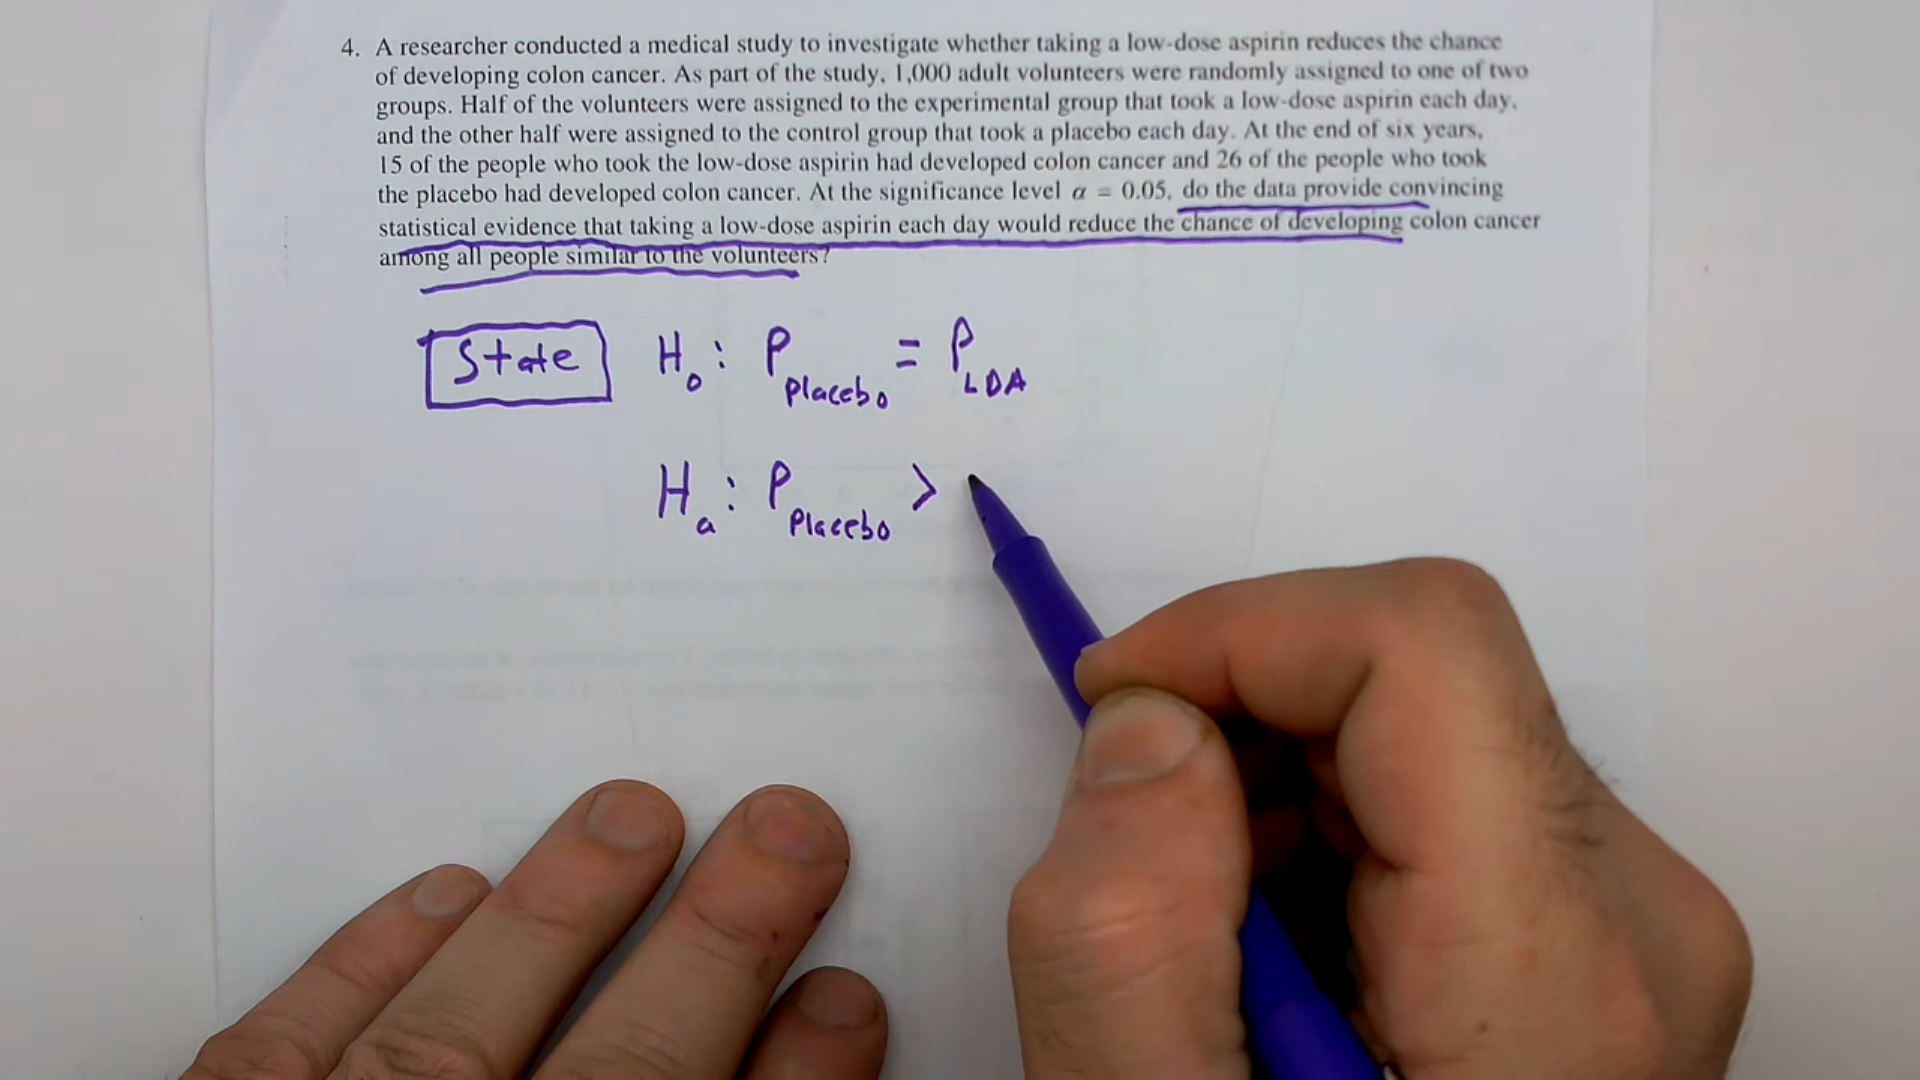 4. A researcher conducted a medical study to investigate whether taking a low-dose aspirin reduces the chance
of developing colon cancer. As part of the study, 1,000 adult volunteers were randomly assigned to one of two
groups. Half of the volunteers were assigned to the experimental group that took a low-dose aspirin each day,
and the other half were assigned to the control group that took a placebo each day. At the end of six years,
15 of the people who took the low-dose aspirin had developed colon cancer and 26 of the people who took
the placebo had developed colon cancer. At the significance level α = 0.05, do the data provide convincing
statistical evidence that taking a low-dose aspirin each day would reduce the chance of developing colon cancer
among all people similar to the volunteers?
State H₀: P Placebo = P LDA
Hₐ: P Placebo >